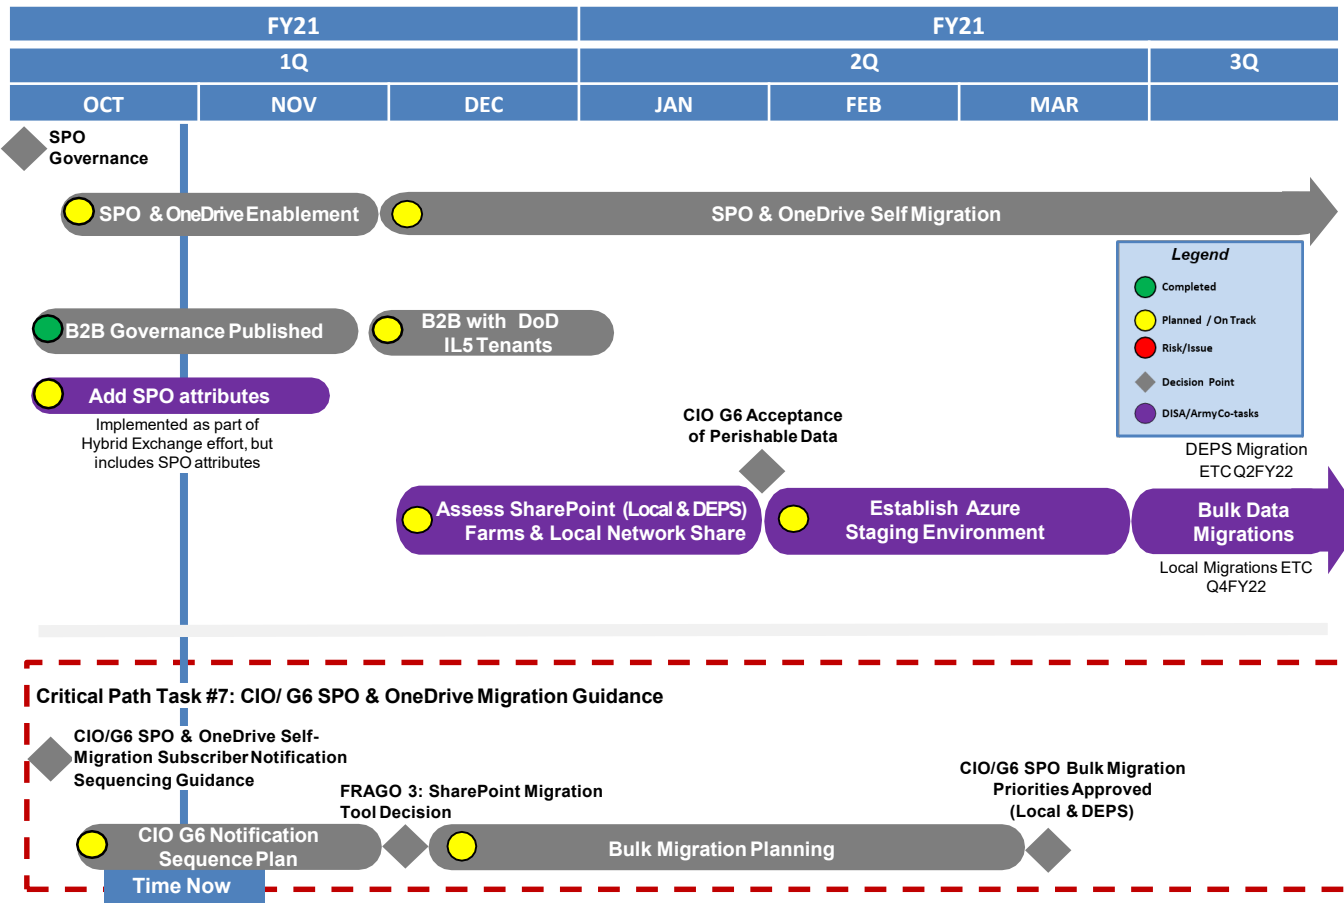 FY21
FY21
1Q
2Q
3Q
OCT
NOV
DEC
JAN
FEB
MAR
SPO
Governance
SPO & OneDrive Enablement
SPO & OneDrive Self Migration
Legend
Completed
Planned / On Track
Risk/Issue
Decision Point
DISA/Army Co-tasks
B2B Governance Published
B2B with DoD
IL5 Tenants
Add SPO attributes
Implemented as part of
Hybrid Exchange effort, but
includes SPO attributes
CIO G6 Acceptance
of Perishable Data
DEPS Migration
ETC Q2FY22
Assess SharePoint (Local & DEPS)
Farms & Local Network Share
Establish Azure
Staging Environment
Bulk Data
Migrations
Local Migrations ETC
Q4FY22
Critical Path Task #7: CIO/ G6 SPO & OneDrive Migration Guidance
CIO/G6 SPO & OneDrive Self-
Migration Subscriber Notification
Sequencing Guidance
FRAGO 3: SharePoint Migration
Tool Decision
CIO/G6 SPO Bulk Migration
Priorities Approved
(Local & DEPS)
CIO G6 Notification
Sequence Plan
Bulk Migration Planning
Time Now